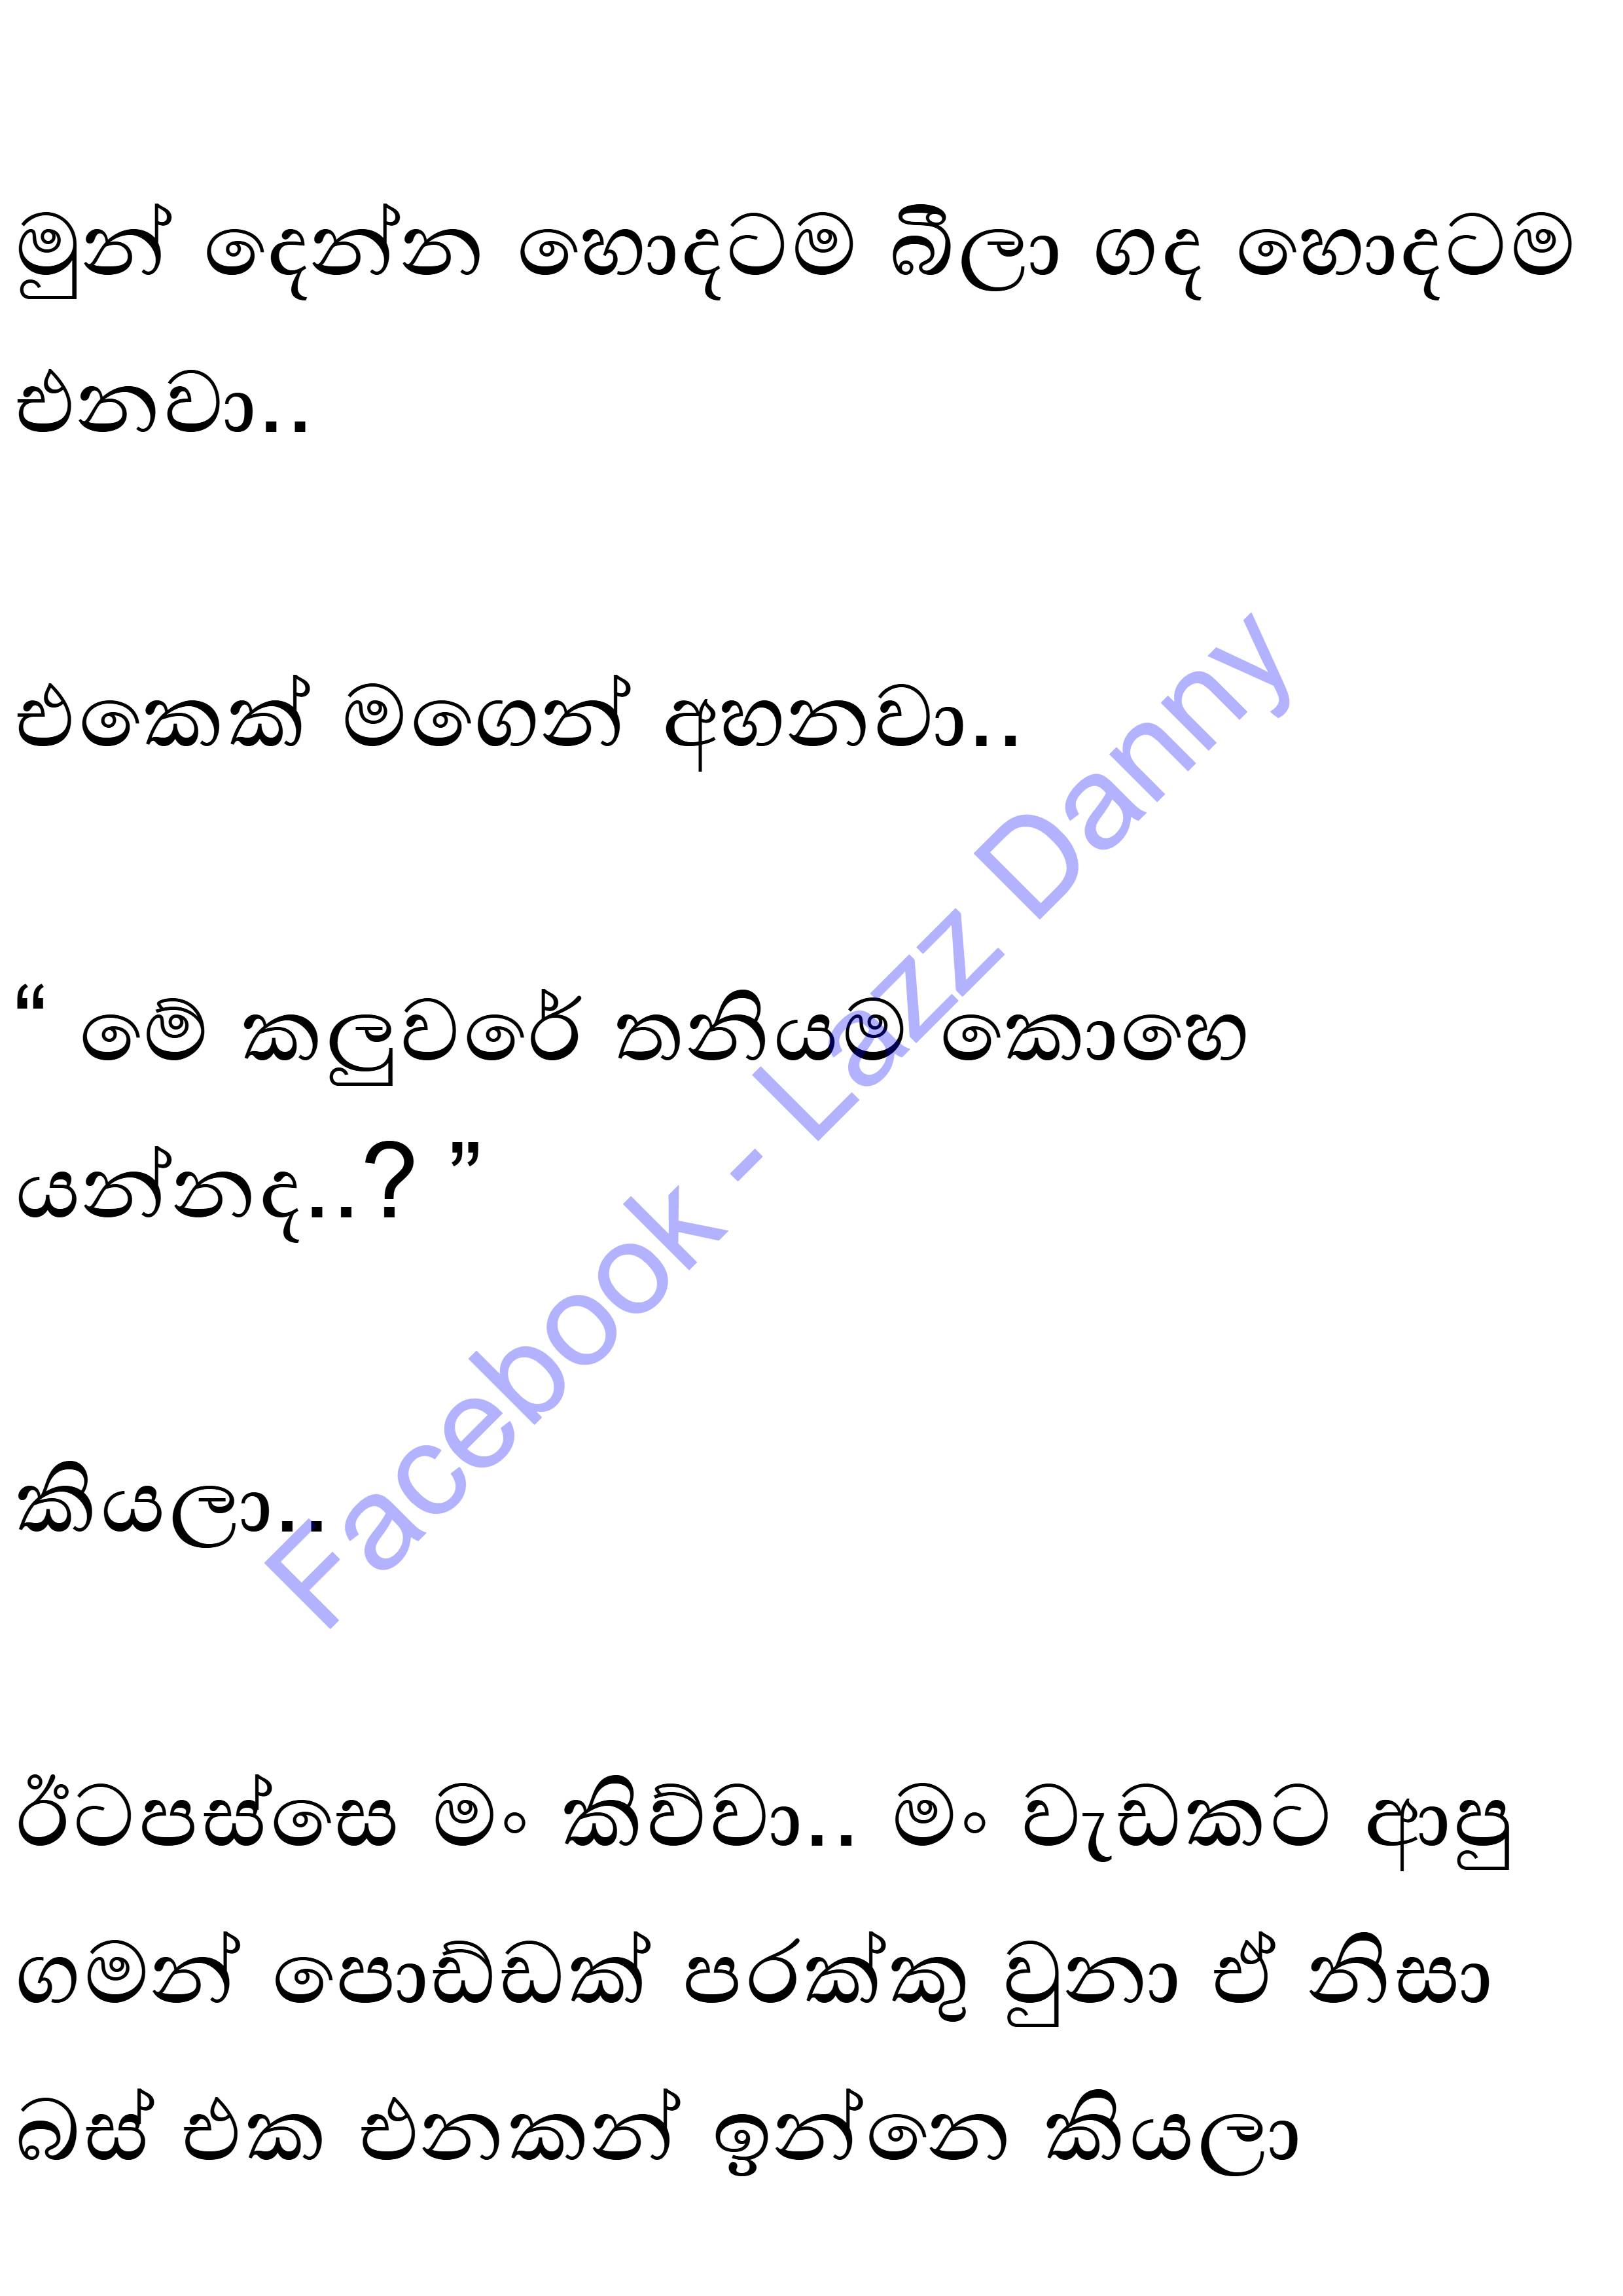 මුන් දෙන්න හොදටම බීලා ගද හොදටම
එනවා..
එකෙක් මගෙන් අහනවා..
“ මේ කලුවරේ තනියම කොහෙ
යන්නද..? ”
කියලා..
ඊටපස්සෙ මං කිව්වා.. මං වැඩකට ආපු
ගමන් පොඩ්ඩක් පරක්කු වුනා ඒ නිසා
බස් එක එනකන් ඉන්නෙ කියලා
Facebook - Lazz Danny